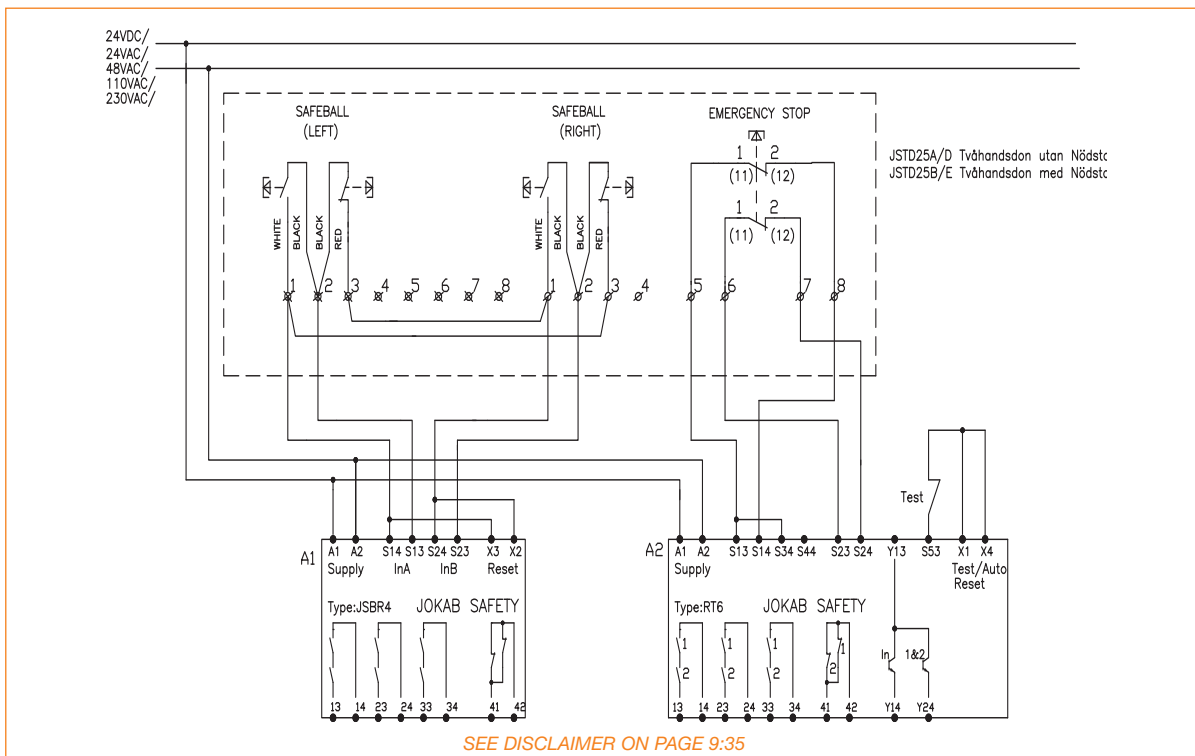 24VDC/
24VAC/
48VAC/
110VAC/
230VAC/
SAFEBALL
(LEFT)
SAFEBALL
(RIGHT)
EMERGENCY STOP
JSTD25A/D Tvåhandsdon utan Nödsto
JSTD25B/E Tvåhandsdon med Nödsto
1 2
(11) (12)
1 2
(11) (12)
WHITE BLACK BLACK RED
WHITE BLACK BLACK RED
1 2 3 4 5 6 7 8
1 2 3 4
5 6 7 8
Test
A1
A1 A2 S14 S13 S24 S23 X3 X2
Supply InA InB Reset
Type:JSBR4 JOKAB SAFETY
13 14 23 24 33 34 41 42
A2
A1 A2 S13 S14 S34 S44 S23 S24 Y13 S53 X1 X4
Supply Test/Auto
Reset
Type:RT6 JOKAB SAFETY
1 1 1 1
2 2 2 2
In 1&2
13 14 23 24 33 34 41 42 Y14 Y24
SEE DISCLAIMER ON PAGE 9:35